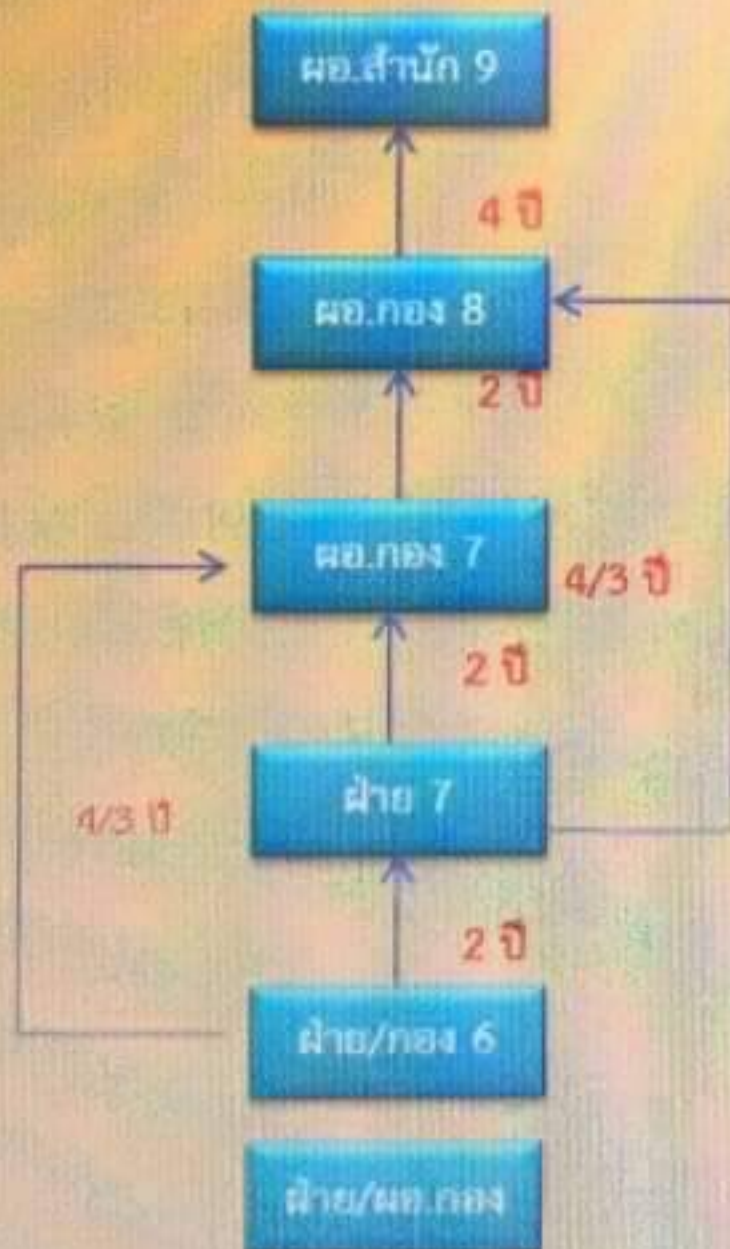 ผอ.สำนัก 9
4 ปี
ผอ.กอง 8
2 ปี
ผอ.กอง 7
4/3 ปี
2 ปี
ฝ่าย 7
4/3 ปี
2 ปี
ฝ่าย/กอง 6
ฝ่าย/ผอ.กอง